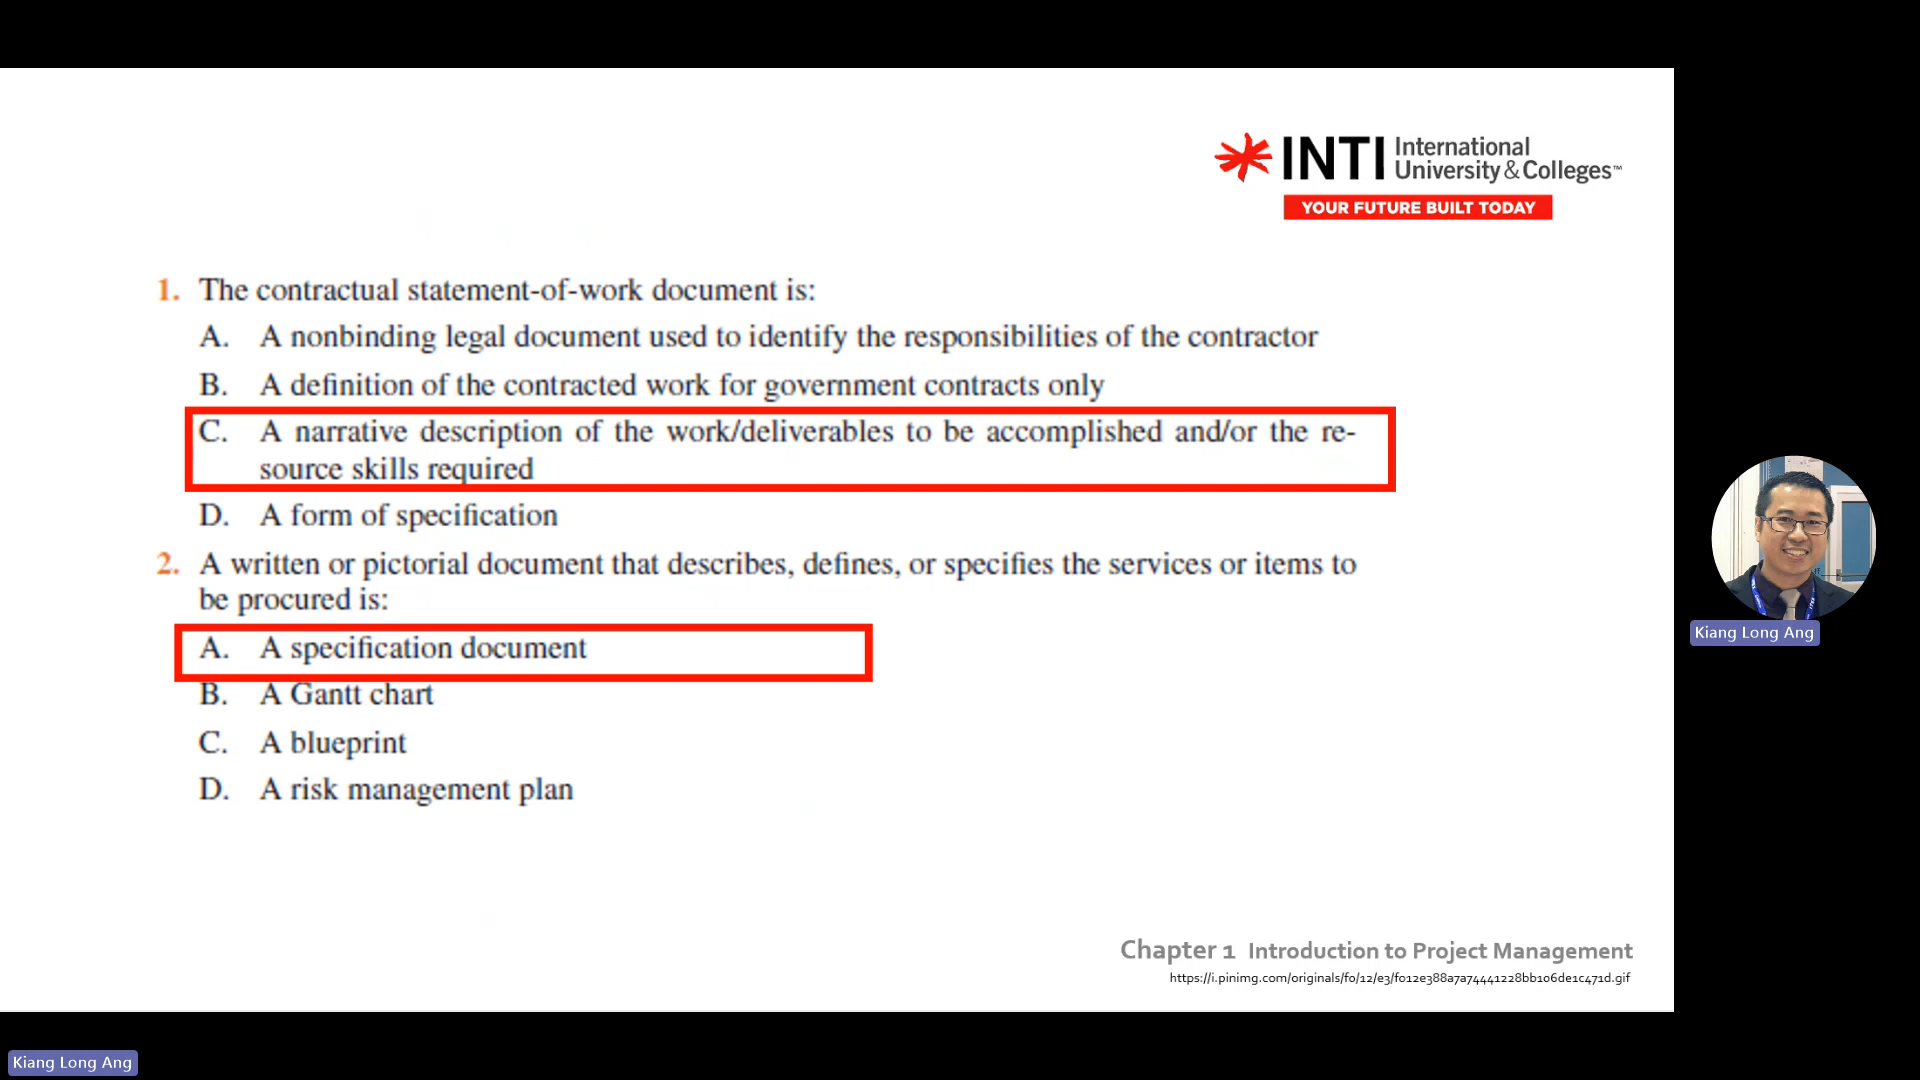 INTI International
University & Colleges™
YOUR FUTURE BUILT TODAY
1. The contractual statement-of-work document is:
A. A nonbinding legal document used to identify the responsibilities of the contractor
B. A definition of the contracted work for government contracts only
C. A narrative description of the work/deliverables to be accomplished and/or the re-
source skills required
D. A form of specification
2. A written or pictorial document that describes, defines, or specifies the services or items to
be procured is:
A. A specification document
B. A Gantt chart
C. A blueprint
D. A risk management plan
Kiang Long Ang
Chapter 1 Introduction to Project Management
https://i.pinimg.com/originals/f0/12/e3/f012e388a7a74441228bb106de1c471d.gif
Kiang Long Ang